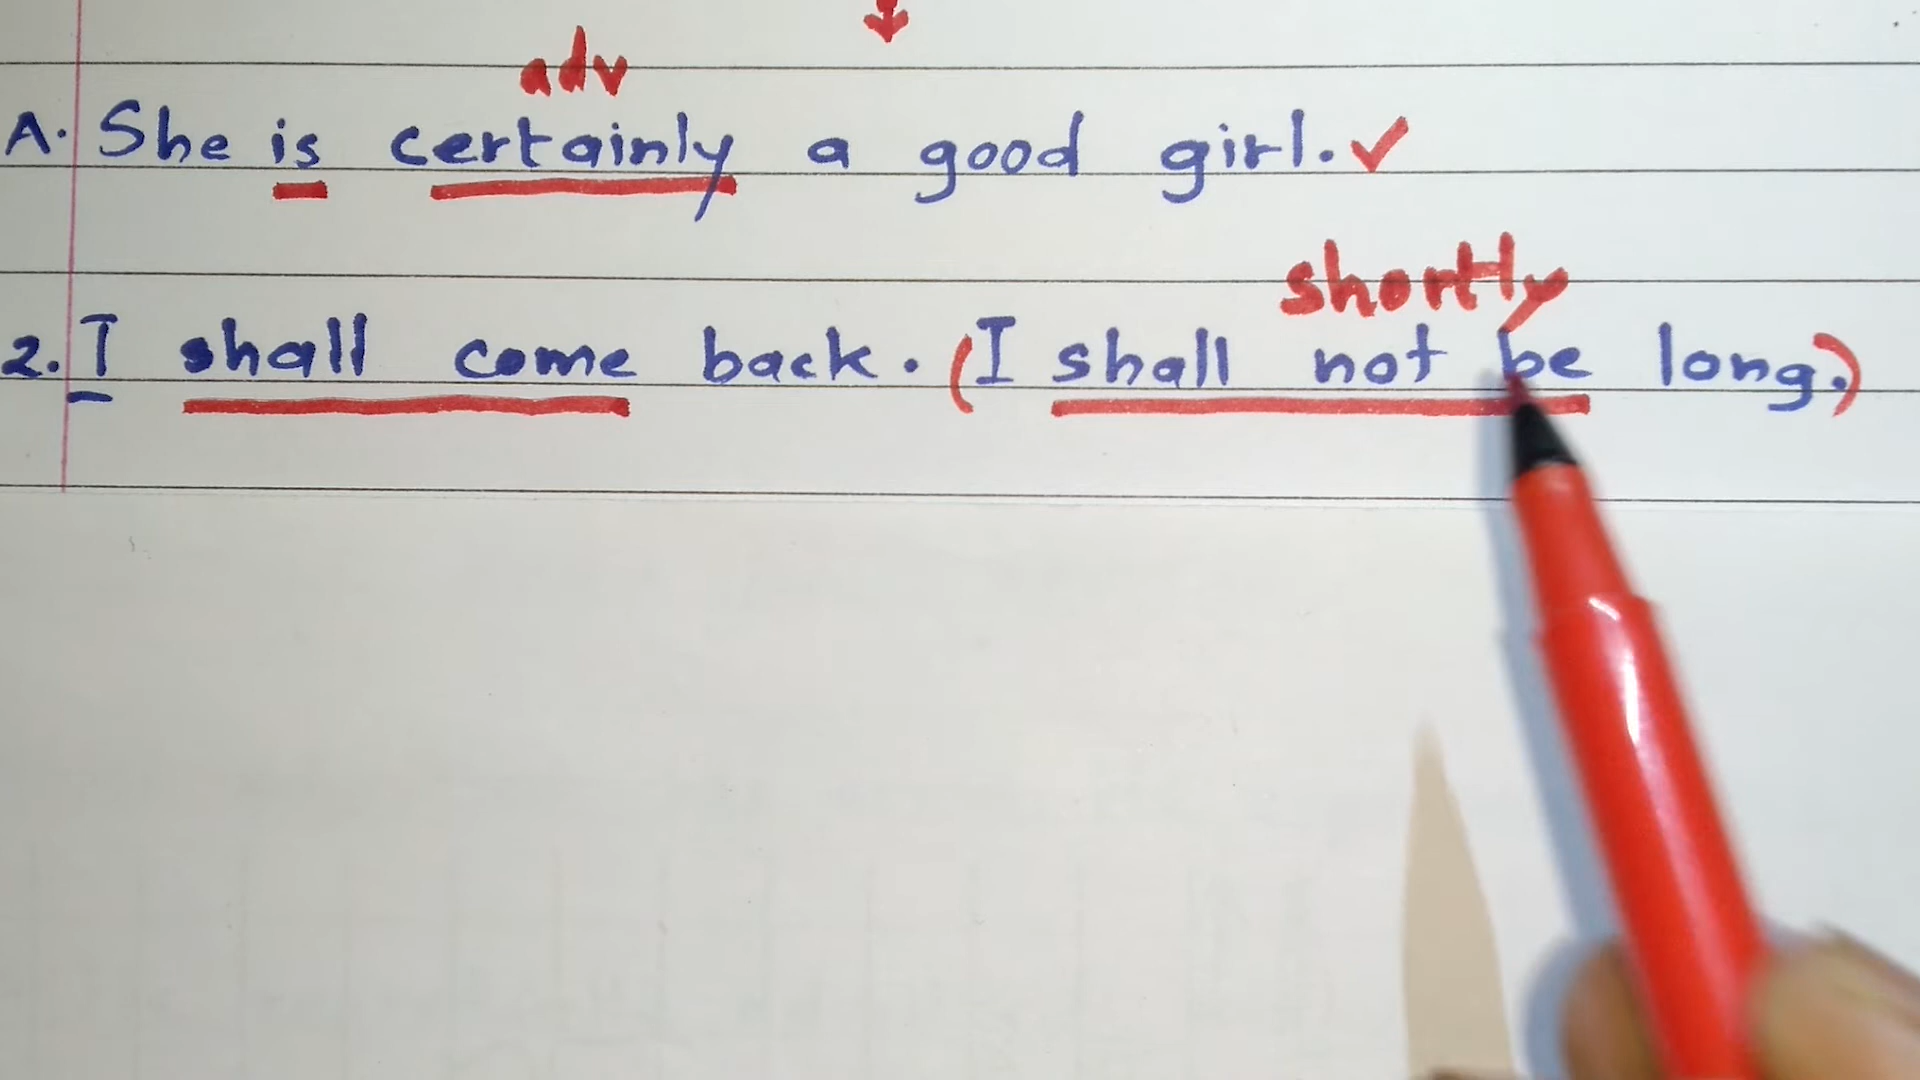 adv
A. She is certainly a good girl. ✓
shortly
2. I shall come back. (I shall not be long.)